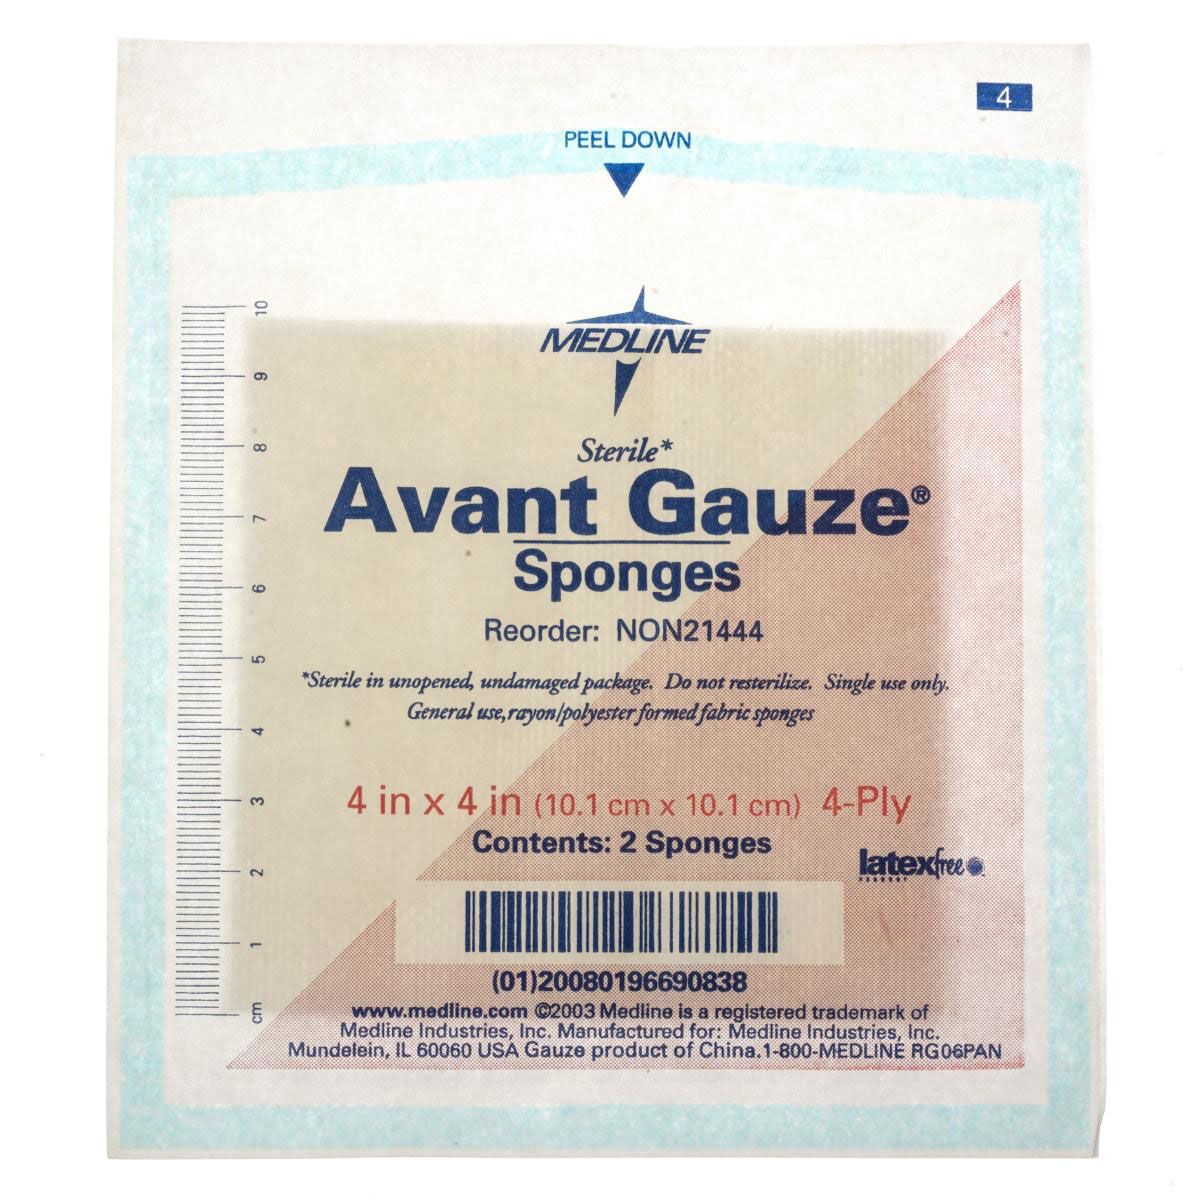 4
PEEL DOWN
MEDLINE
Sterile*
Avant Gauze®
Sponges
Reorder: NON21444
*Sterile in unopened, undamaged package. Do not resterilize. Single use only.
General use, rayon/polyester formed fabric sponges
4 in x 4 in (10.1 cm x 10.1 cm) 4-Ply
Contents: 2 Sponges
latexfree
(01)20080196690838
www.medline.com ©2003 Medline is a registered trademark of
Medline Industries, Inc. Manufactured for: Medline Industries, Inc.
Mundelein, IL 60060 USA Gauze product of China.1-800-MEDLINE RG06PAN
10
9
8
7
6
5
4
3
2
1
cm